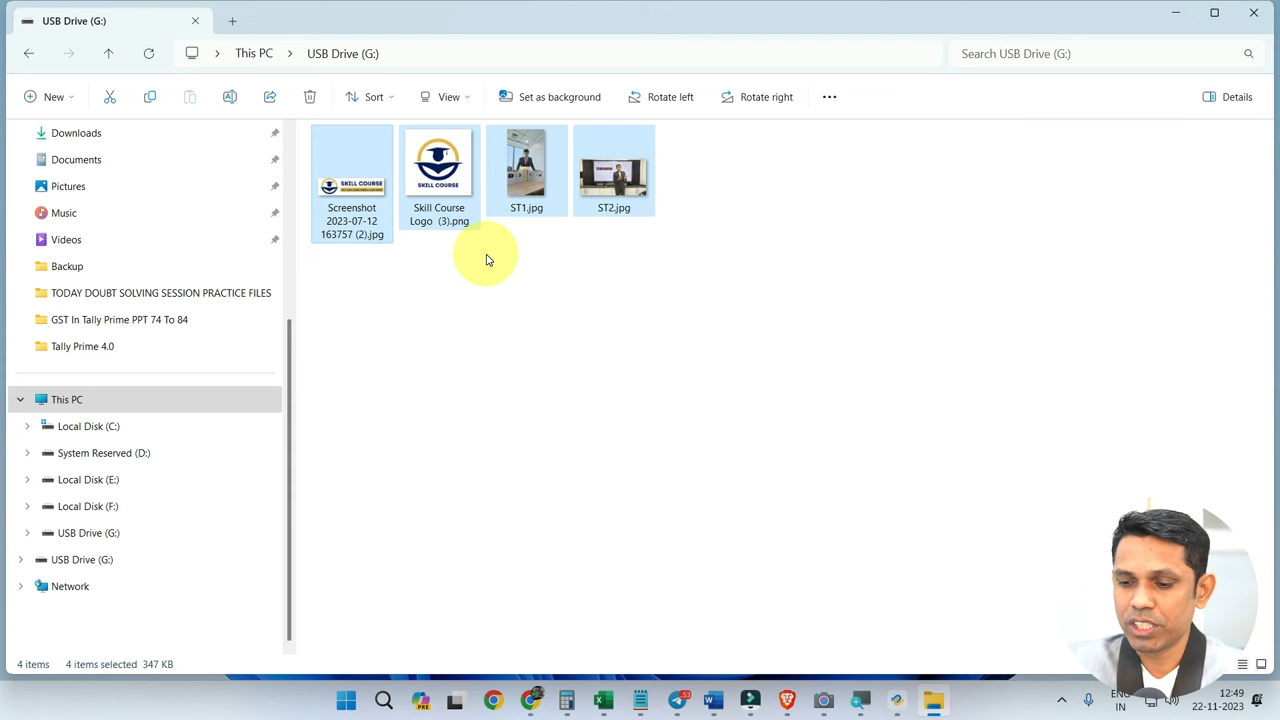 USB Drive (G:)
This PC
USB Drive (G:)
Search USB Drive (G:)
New
Sort
View
Set as background
Rotate left
Rotate right
Details
Downloads
Documents
Pictures
Music
Videos
Backup
TODAY DOUBT SOLVING SESSION PRACTICE FILES
GST In Tally Prime PPT 74 To 84
Tally Prime 4.0
This PC
Local Disk (C:)
System Reserved (D:)
Local Disk (E:)
Local Disk (F:)
USB Drive (G:)
USB Drive (G:)
Network
SKILL COURSE
Screenshot
2023-07-12
163757 (2).jpg
SKILL COURSE
Skill Course
Logo (3).png
ST1.jpg
ST2.jpg
4 items
4 items selected 347 KB
PRE
53
ENG
IN
12:49
22-11-2023